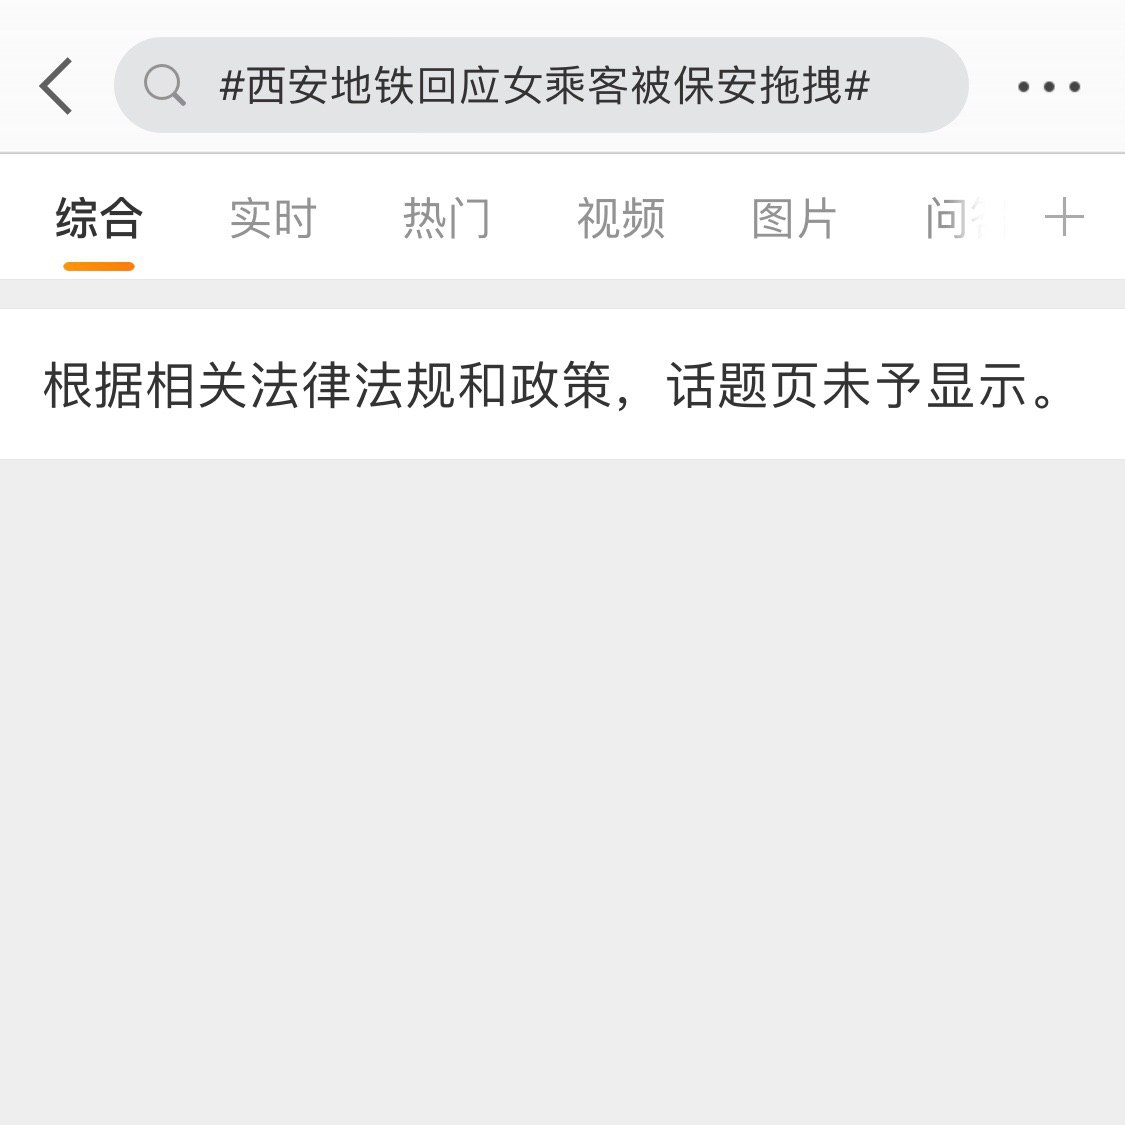 #西安地铁回应女乘客被保安拖拽#
综合 实时 热门 视频 图片 问
根据相关法律法规和政策，话题页未予显示。